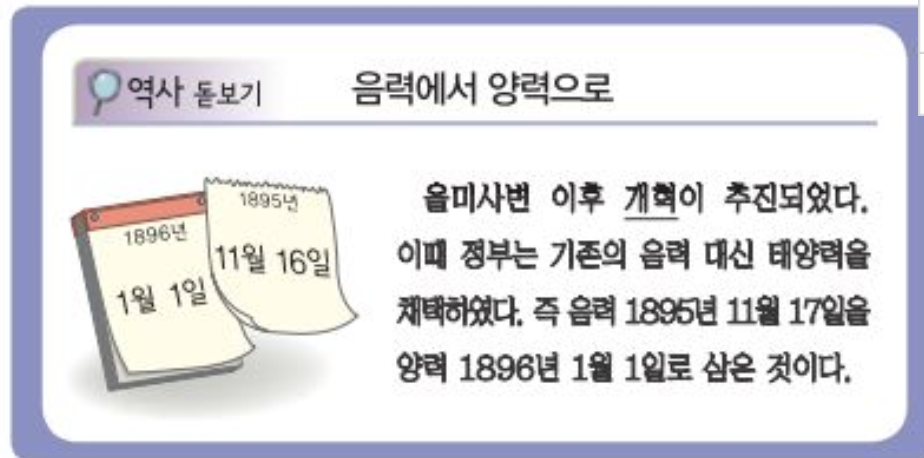 역사 돋보기 음력에서 양력으로
1896년
1월 1일
1895년
11월 16일
을미사변 이후 개혁이 추진되었다.
이때 정부는 기존의 음력 대신 태양력을
채택하였다. 즉 음력 1895년 11월 17일을
양력 1896년 1월 1일로 삼은 것이다.